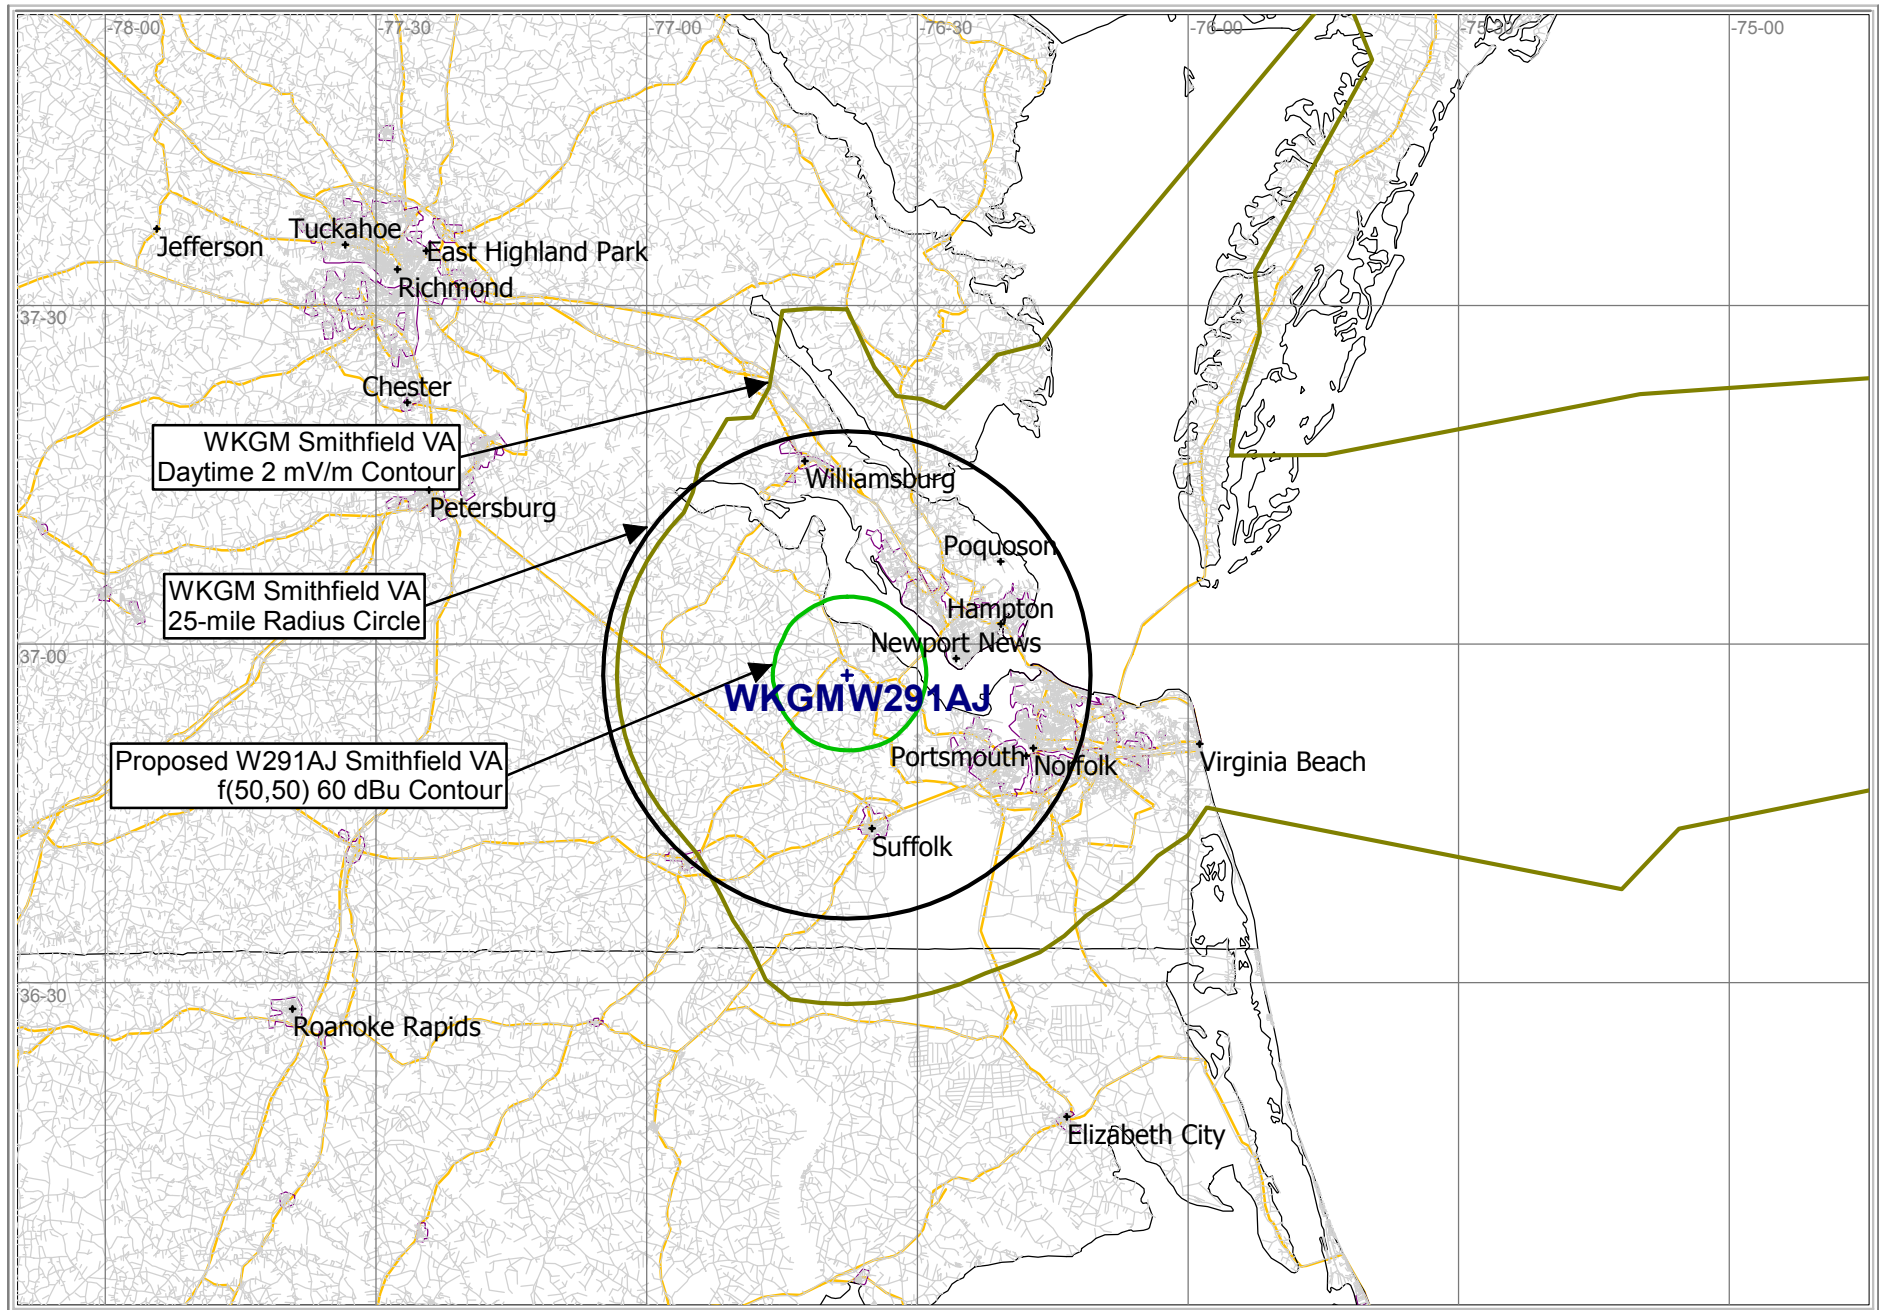 -78-00
-77-30
-77-00
-76-30
-76-00
-75-30
-75-00
Tuckahoe
Jefferson
East Highland Park
Richmond
37-30
Chester
WKGM Smithfield VA
Daytime 2 mV/m Contour
Williamsburg
Petersburg
Poquoson
WKGM Smithfield VA
25-mile Radius Circle
Hampton
Newport News
37-00
WKGMW291AJ
Proposed W291AJ Smithfield VA
f(50,50) 60 dBu Contour
Portsmouth
Norfolk
Virginia Beach
Suffolk
36-30
Roanoke Rapids
Elizabeth City